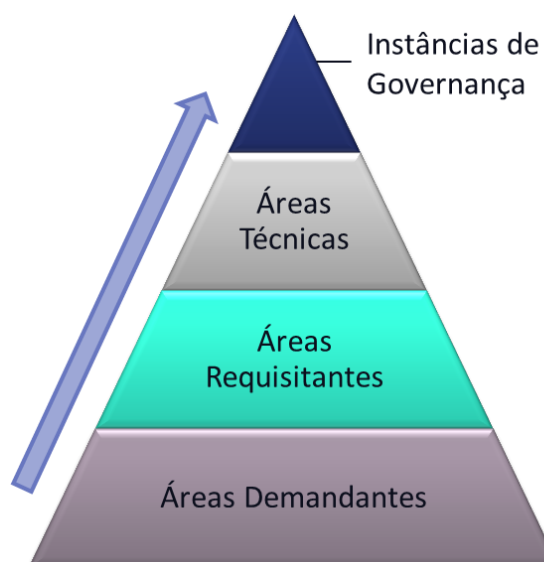 Instâncias de
Governança
Áreas
Técnicas
Áreas
Requisitantes
Áreas Demandantes